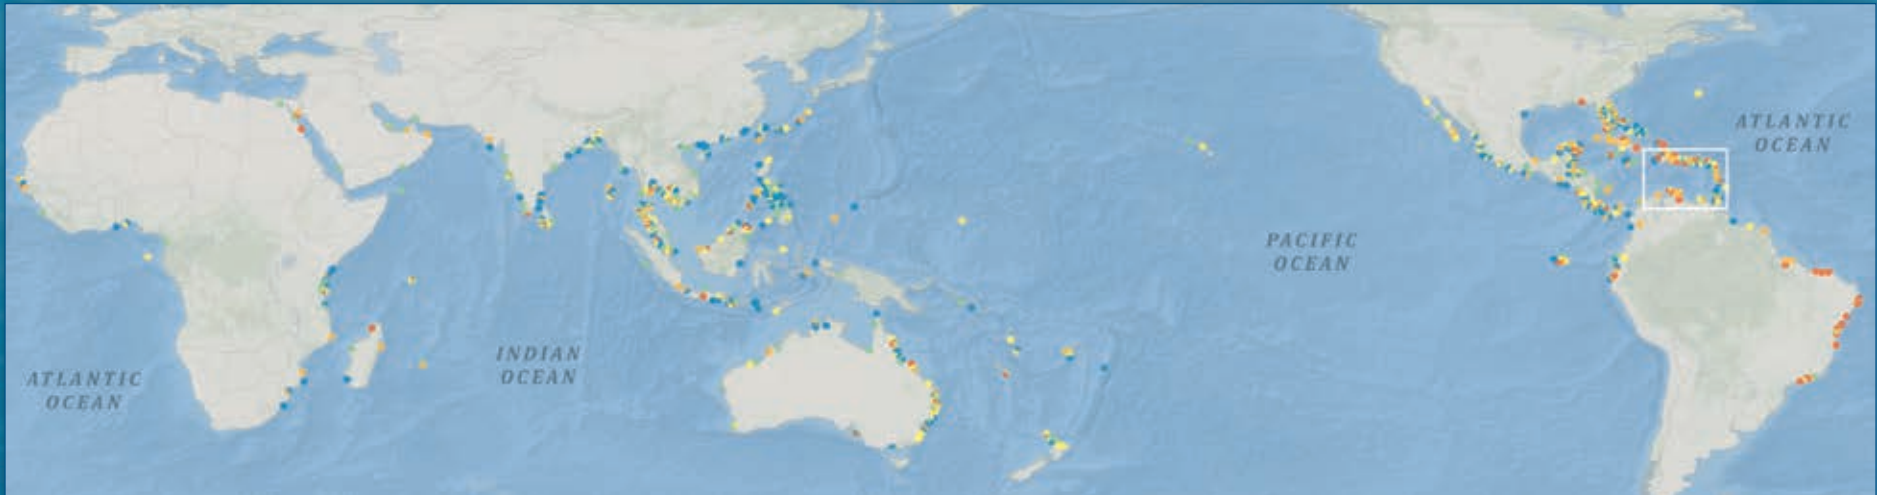 ATLANTIC
OCEAN
PACIFIC
OCEAN
INDIAN
OCEAN
ATLANTIC
OCEAN